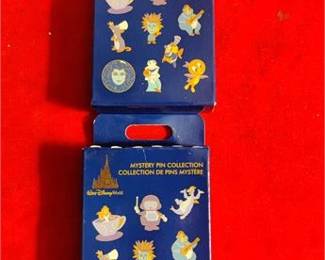 MYSTERY PIN COLLECTION
COLLECTION DE PINS MYSTÈRE
Walt Disney World